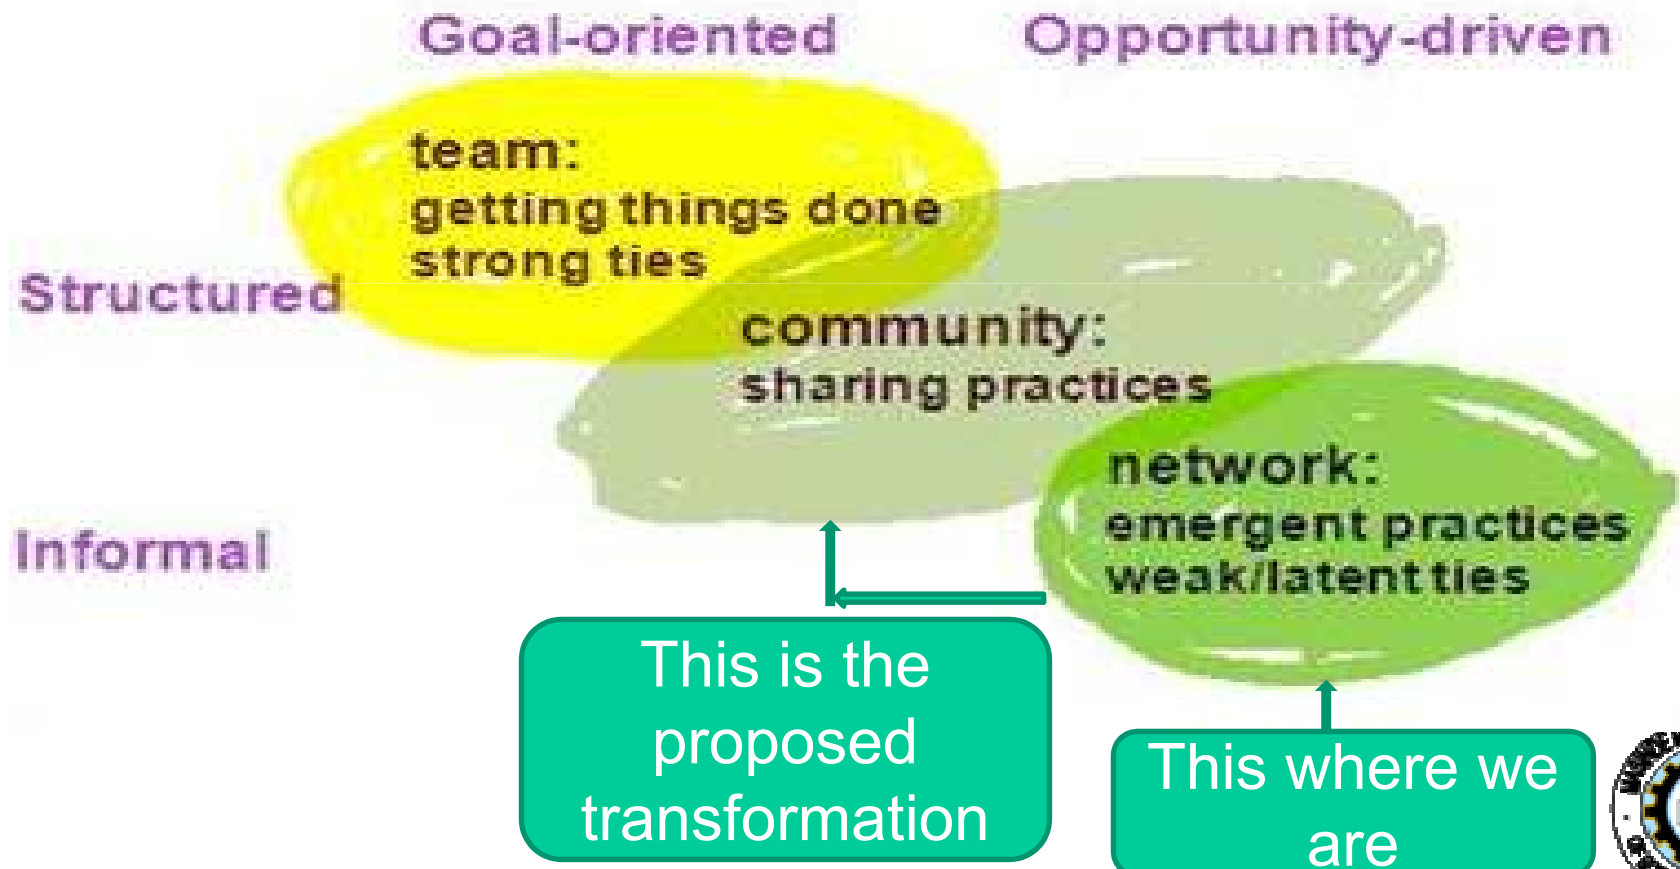 Goal-oriented
Opportunity-driven
team:
getting things done
strong ties
Structured
community:
sharing practices
network:
emergent practices
weak/latent ties
Informal
This is the
proposed
transformation
This where we
are